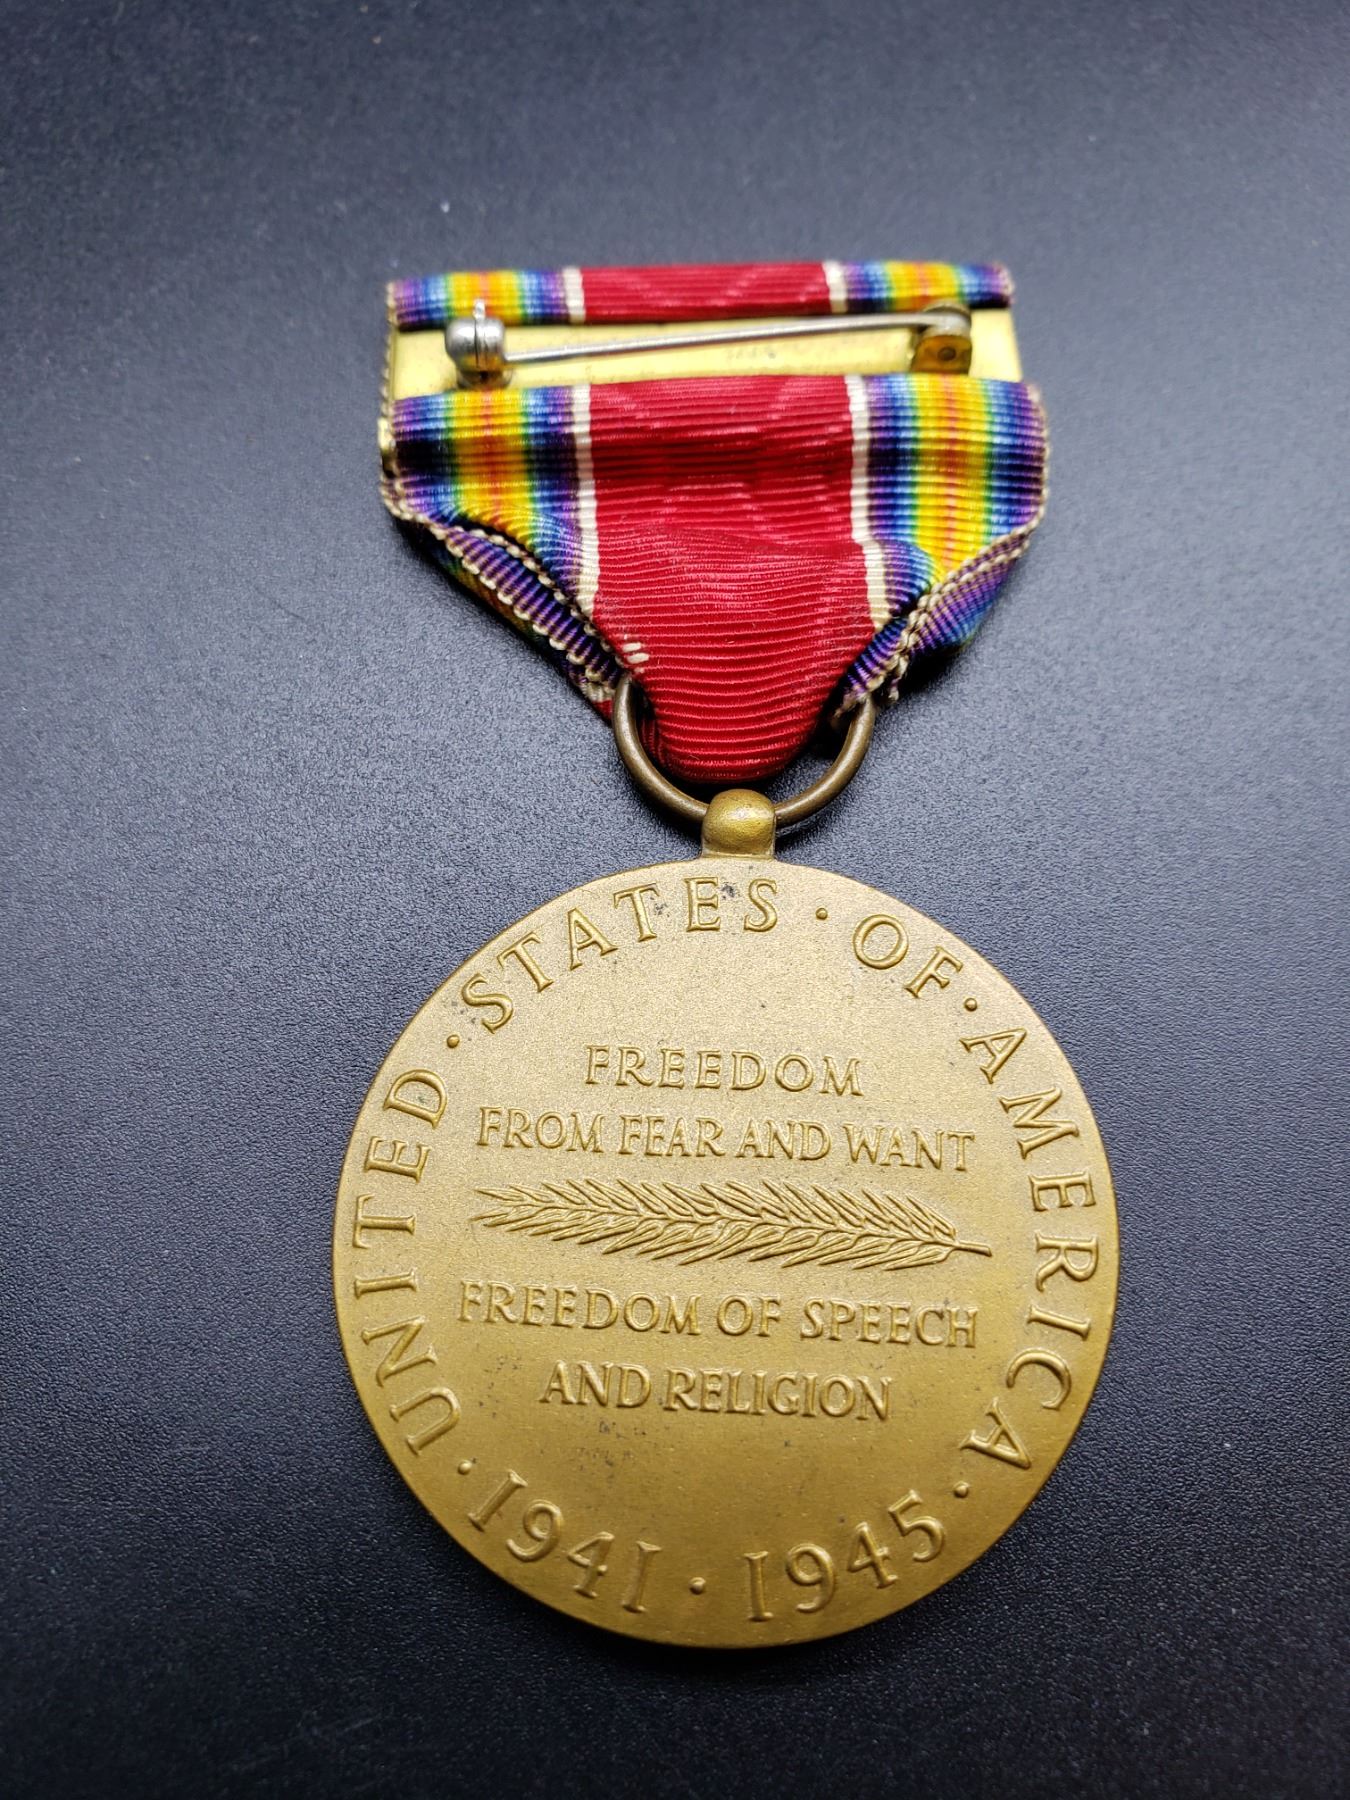 UNITED · STATES · OF · AMERICA
FREEDOM
FROM FEAR AND WANT
FREEDOM OF SPEECH
AND RELIGION
· 1941 · 1945 ·